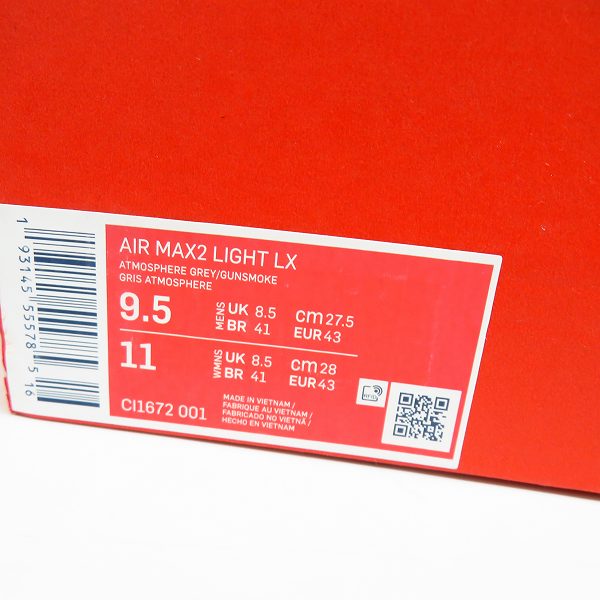 AIR MAX2 LIGHT LX
ATMOSPHERE GREY/GUNSMOKE
GRIS ATMOSPHERE
9.5 MENS UK 8.5 cm 27.5
BR 41 EUR 43
11 WMNS UK 8.5 cm 28
BR 41 EUR 43
CI1672 001
MADE IN VIETNAM /
FABRIQUE AU VIETNAM /
FABRICADO NO VIETNÃ /
HECHO EN VIETNAM
RFID
1 93145 55578 5 16